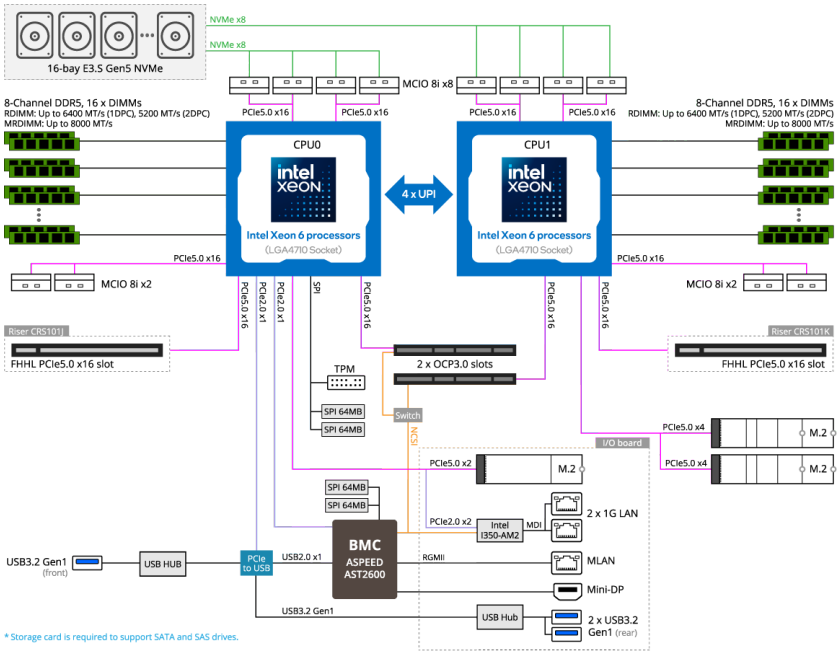 NVMe x8
NVMe x8
16-bay E3.S Gen5 NVMe
MCIO 8i x8
PCIe5.0 x16
PCIe5.0 x16
PCIe5.0 x16
PCIe5.0 x16
8-Channel DDR5, 16 x DIMMs
RDIMM: Up to 6400 MT/s (1DPC), 5200 MT/s (2DPC)
MRDIMM: Up to 8000 MT/s
8-Channel DDR5, 16 x DIMMs
RDIMM: Up to 6400 MT/s (1DPC), 5200 MT/s (2DPC)
MRDIMM: Up to 8000 MT/s
CPU0
intel
XEON
Intel Xeon 6 processors
(LGA4710 Socket)
4 x UPI
CPU1
intel
XEON
Intel Xeon 6 processors
(LGA4710 Socket)
PCIe5.0 x16
MCIO 8i x2
PCIe5.0 x16
MCIO 8i x2
PCIe5.0 x16
PCIe2.0 x1
PCIe2.0 x1
SPI
PCIe5.0 x16
PCIe5.0 x16
PCIe5.0 x16
Riser CRS101J
FHHL PCIe5.0 x16 slot
Riser CRS101K
FHHL PCIe5.0 x16 slot
2 x OCP3.0 slots
TPM
SPI 64MB
SPI 64MB
Switch
NCSI
I/O board
PCIe5.0 x4
M.2
PCIe5.0 x4
M.2
PCIe5.0 x2
M.2
SPI 64MB
SPI 64MB
PCIe2.0 x2
Intel
I350-AM2
MDI
2 x 1G LAN
BMC
ASPEED
AST2600
RGMII
MLAN
Mini-DP
USB3.2 Gen1
(front)
USB HUB
PCIe
to USB
USB2.0 x1
USB3.2 Gen1
USB Hub
2 x USB3.2
Gen1 (rear)
* Storage card is required to support SATA and SAS drives.